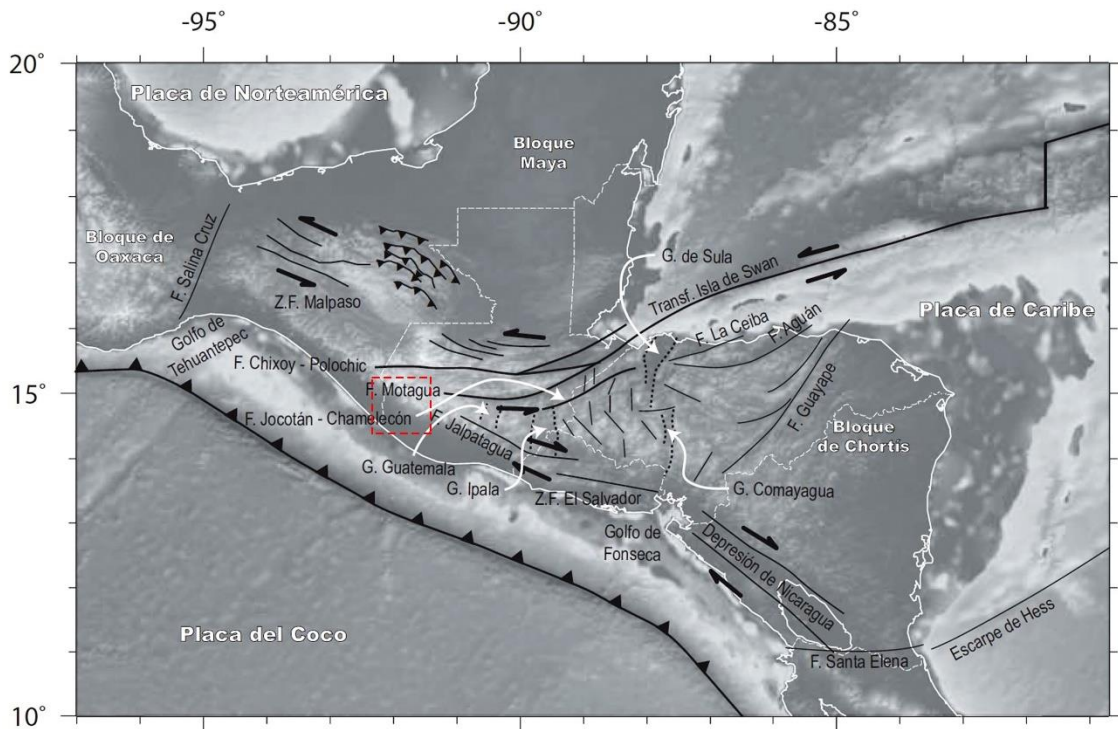 -95°
-90°
-85°
20°
15°
10°
Placa de Norteamérica
Bloque
Maya
Bloque de
Oaxaca
F. Salina Cruz
Z.F. Malpaso
G. de Sula
Transf. Isla de Swan
Placa de Caribe
Golfo de
Tehuantepec
F. La Ceiba
F. Aguán
F. Chixoy - Polochic
F. Motagua
F. Guayape
F. Jocotán - Chamelecón
F. Jalpatagua
Bloque
de Chortís
G. Guatemala
G. Ipala
Z.F. El Salvador
G. Comayagua
Golfo de
Fonseca
Depresión de Nicaragua
Placa del Coco
Escarpe de Hess
F. Santa Elena